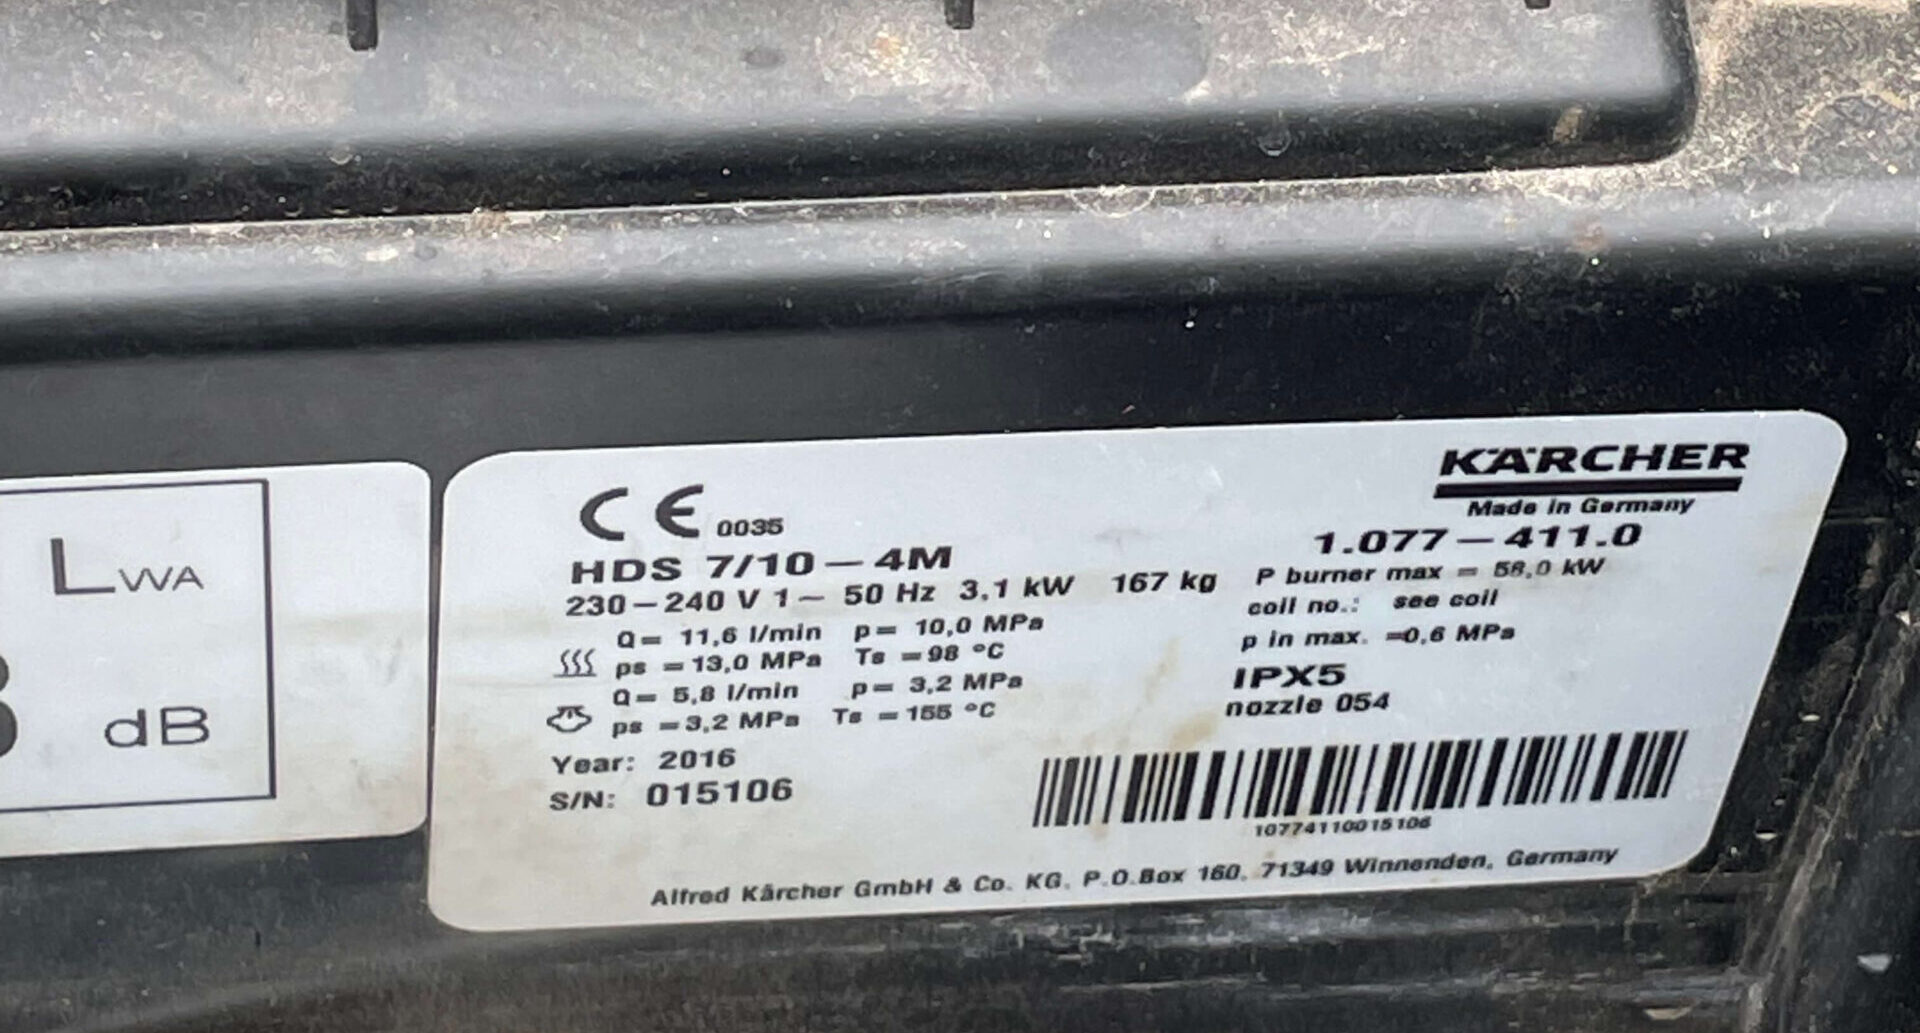 LWA
dB
CE 0035
KÄRCHER
Made in Germany
HDS 7/10-4M
1.077-411.0
230-240 V 1~ 50 Hz 3.1 kW 167 kg
P burner max = 58,0 kW
coil no.: see coil
Q= 11,6 l/min p= 10,0 MPa
p in max. =0,6 MPa
ps =13,0 MPa Ts =98 °C
Q= 5,8 l/min p= 3,2 MPa
IPX5
ps =3,2 MPa Ts =155 °C
nozzle 054
Year: 2016
S/N: 015106
10774110015106
Alfred Kärcher GmbH & Co. KG, P.O.Box 160, 71349 Winnenden, Germany